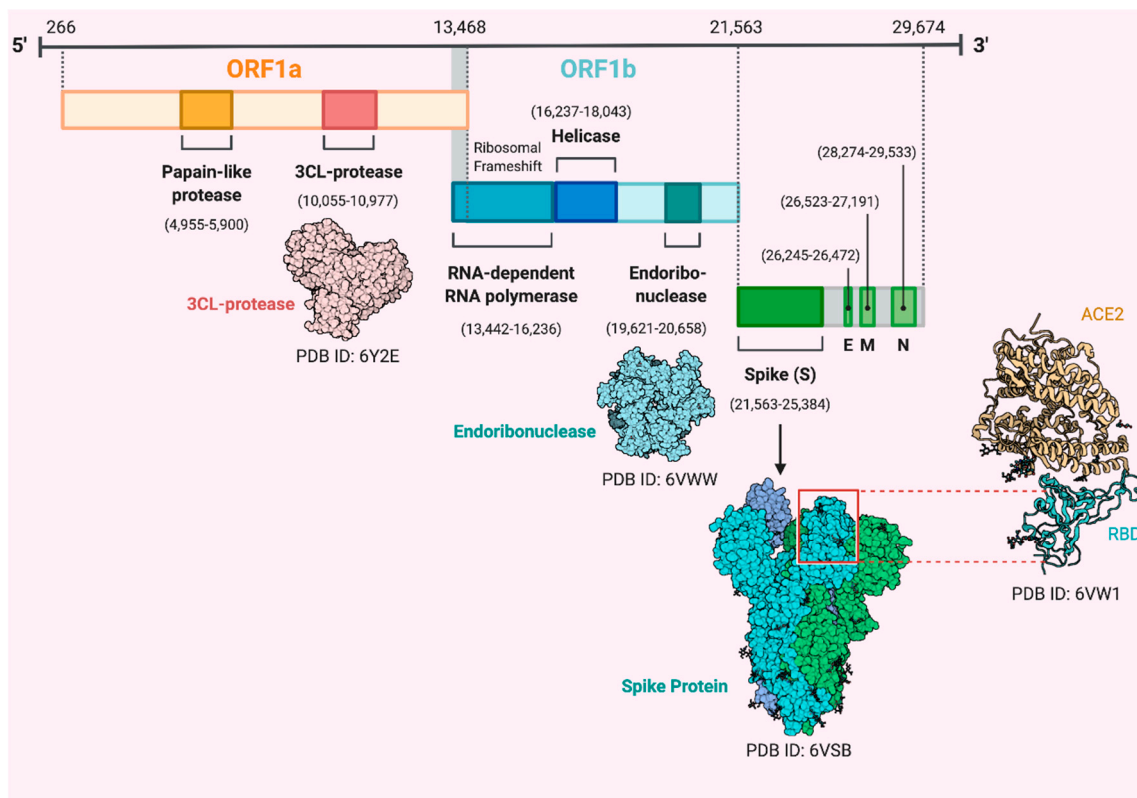 266
13,468
21,563
29,674
5'
3'
ORF1a
ORF1b
(16,237-18,043)
Helicase
Ribosomal
Frameshift
(28,274-29,533)
Papain-like
protease
(4,955-5,900)
3CL-protease
(10,055-10,977)
(26,523-27,191)
(26,245-26,472)
RNA-dependent
RNA polymerase
(13,442-16,236)
Endoribo-
nuclease
(19,621-20,658)
3CL-protease
PDB ID: 6Y2E
E M N
ACE2
Spike (S)
(21,563-25,384)
Endoribonuclease
PDB ID: 6VWW
RBD
PDB ID: 6VW1
Spike Protein
PDB ID: 6VSB